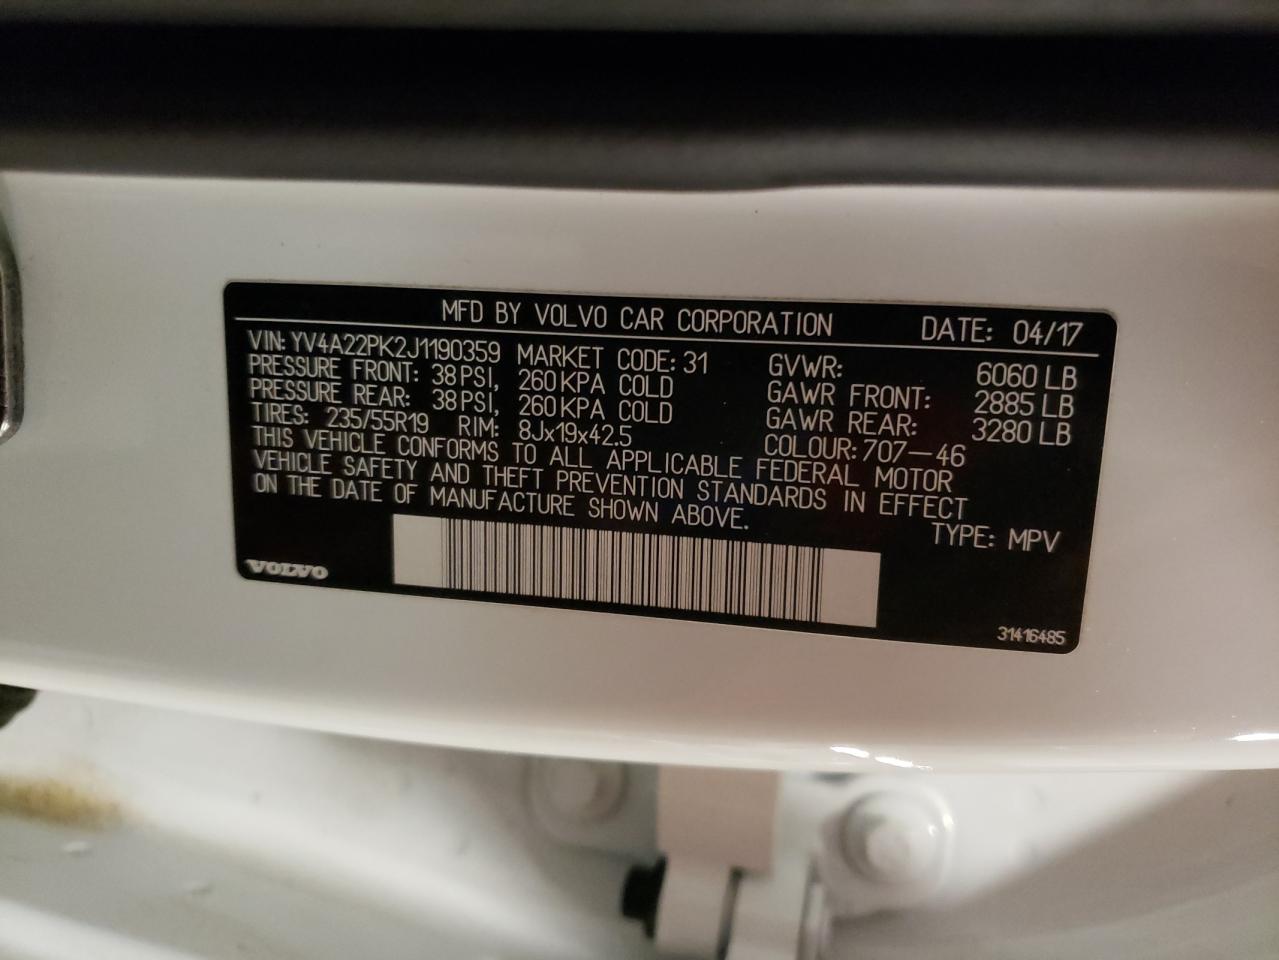 MFD BY VOLVO CAR CORPORATION DATE: 04/17
VIN: YV4A22PK2J1190359 MARKET CODE: 31 GVWR: 6060 LB
PRESSURE FRONT: 38 PSI, 260 KPA COLD GAWR FRONT: 2885 LB
PRESSURE REAR: 38 PSI, 260 KPA COLD GAWR REAR: 3280 LB
TIRES: 235/55R19 RIM: 8Jx19x42.5 COLOUR: 707-46
THIS VEHICLE CONFORMS TO ALL APPLICABLE FEDERAL MOTOR
VEHICLE SAFETY AND THEFT PREVENTION STANDARDS IN EFFECT
ON THE DATE OF MANUFACTURE SHOWN ABOVE.
TYPE: MPV
VOLVO
31416485